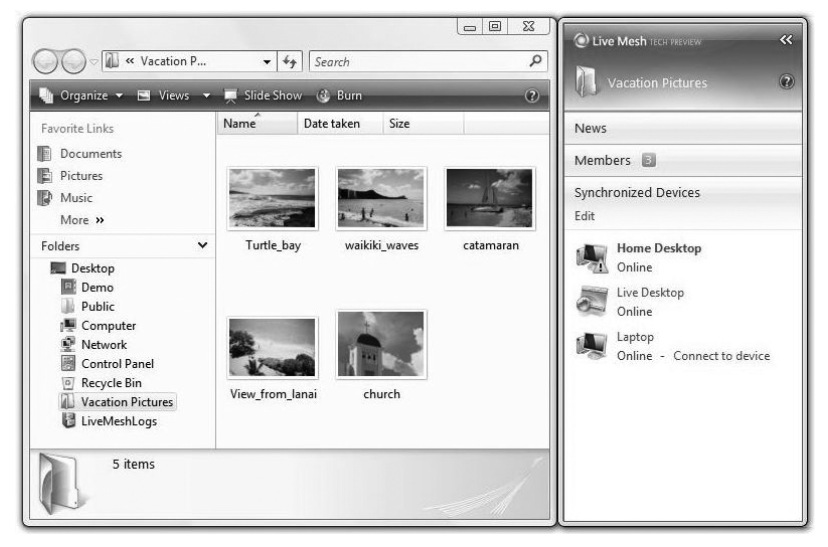 « Vacation P...
Search
Organize
Views
Slide Show
Burn
?
Favorite Links
Documents
Pictures
Music
More »
Folders
Desktop
Demo
Public
Computer
Network
Control Panel
Recycle Bin
Vacation Pictures
LiveMeshLogs
Name Date taken Size
Turtle_bay waikiki_waves catamaran
View_from_lanai church
5 items
Live Mesh TECH PREVIEW «
Vacation Pictures ?
News
Members 3
Synchronized Devices
Edit
Home Desktop
Online
Live Desktop
Online
Laptop
Online - Connect to device